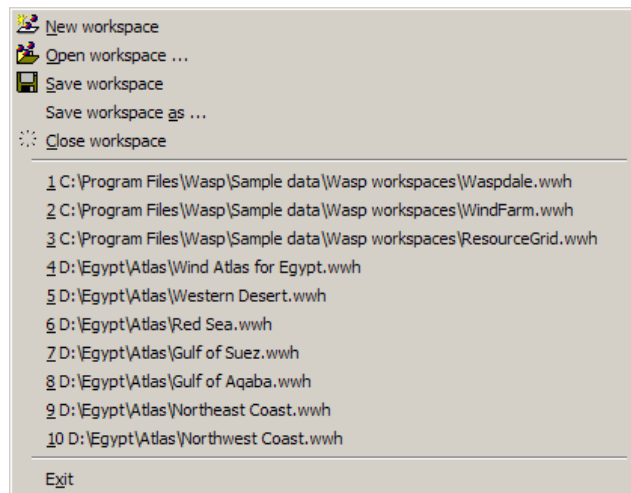 New workspace
Open workspace ...
Save workspace
Save workspace as ...
Close workspace
1 C:\Program Files\Wasp\Sample data\Wasp workspaces\Waspdale.wwh
2 C:\Program Files\Wasp\Sample data\Wasp workspaces\WindFarm.wwh
3 C:\Program Files\Wasp\Sample data\Wasp workspaces\ResourceGrid.wwh
4 D:\Egypt\Atlas\Wind Atlas for Egypt.wwh
5 D:\Egypt\Atlas\Western Desert.wwh
6 D:\Egypt\Atlas\Red Sea.wwh
7 D:\Egypt\Atlas\Gulf of Suez.wwh
8 D:\Egypt\Atlas\Gulf of Aqaba.wwh
9 D:\Egypt\Atlas\Northeast Coast.wwh
10 D:\Egypt\Atlas\Northwest Coast.wwh
Exit